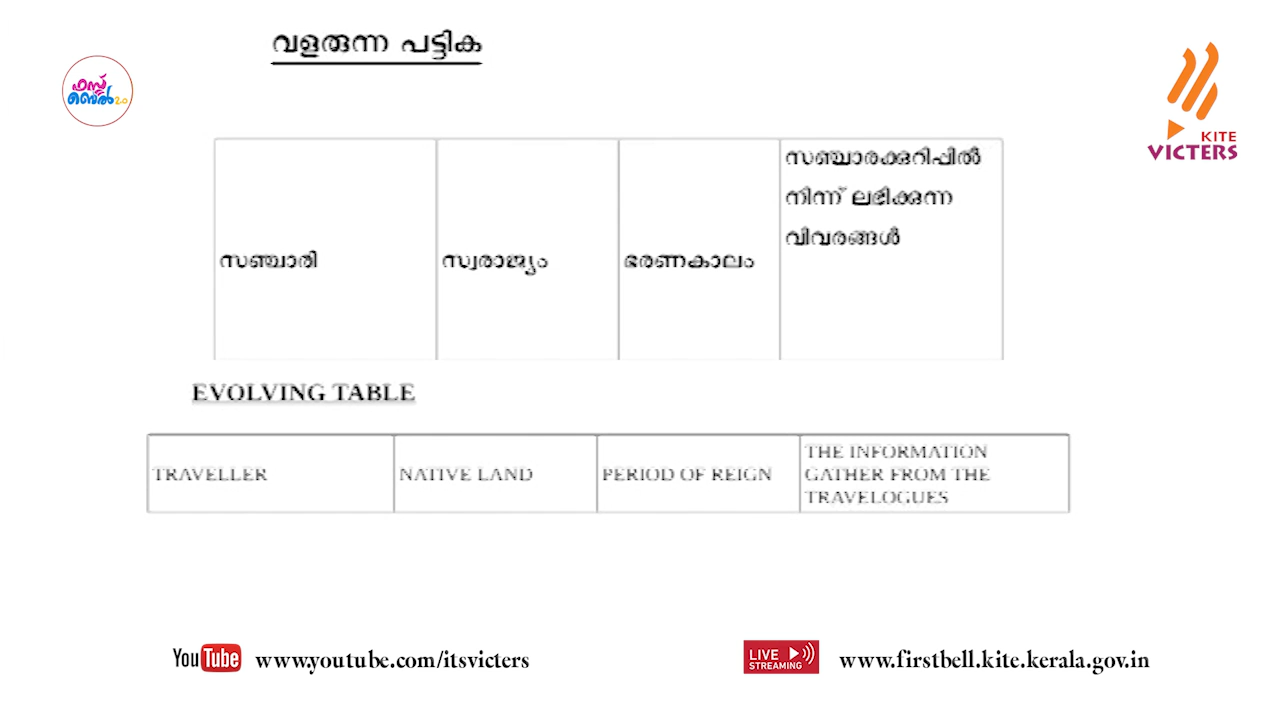 വളരുന്ന പട്ടിക
ഫസ്റ്റ്
ബെൽ 2.0
KITE
VICTERS
സഞ്ചാരി
സ്വരാജ്യം
ഭരണകാലം
സഞ്ചാരക്കുറിപ്പിൽ
നിന്ന് ലഭിക്കുന്ന
വിവരങ്ങൾ
EVOLVING TABLE
TRAVELLER
NATIVE LAND
PERIOD OF REIGN
THE INFORMATION
GATHER FROM THE
TRAVELOGUES
YouTube www.youtube.com/itsvicters
LIVE
STREAMING
www.firstbell.kite.kerala.gov.in